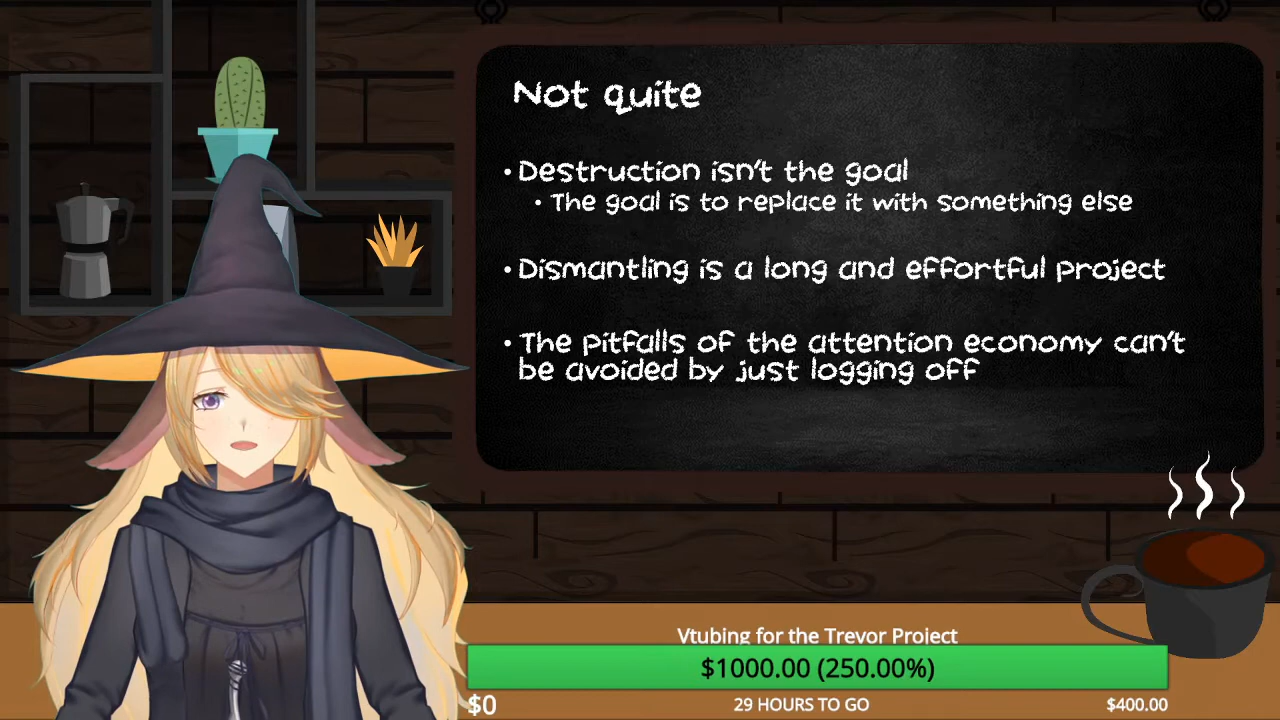 Not quite
• Destruction isn't the goal
• The goal is to replace it with something else
• Dismantling is a long and effortful project
• The pitfalls of the attention economy can't
be avoided by just logging off
Vtubing for the Trevor Project
$1000.00 (250.00%)
$0
29 HOURS TO GO
$400.00